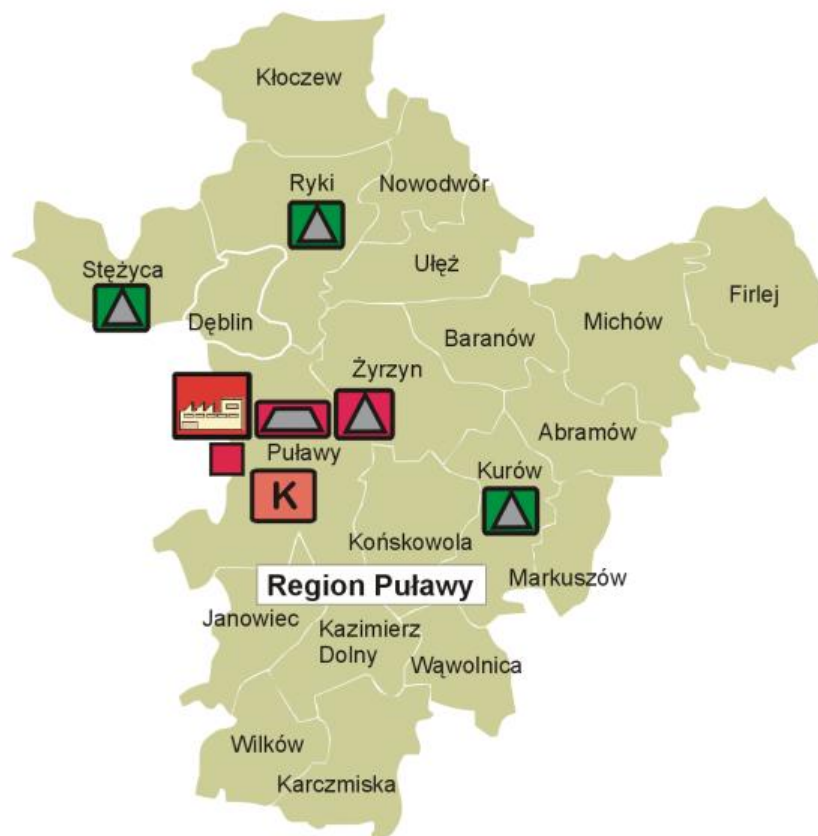 Kłoczew
Ryki
Nowodwór
Stężyca
Ułęż
Firlej
Dęblin
Michów
Baranów
Żyrzyn
Abramów
Puławy
Kurów
K
Końskowola
Markuszów
Region Puławy
Janowiec
Kazimierz
Dolny
Wąwolnica
Wilków
Karczmiska